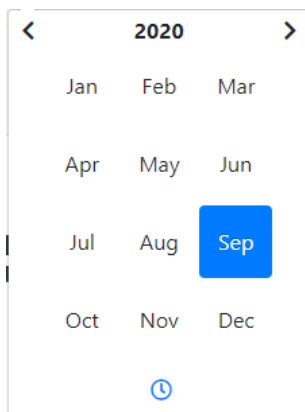 2020
Jan Feb Mar
Apr May Jun
Jul Aug Sep
Oct Nov Dec